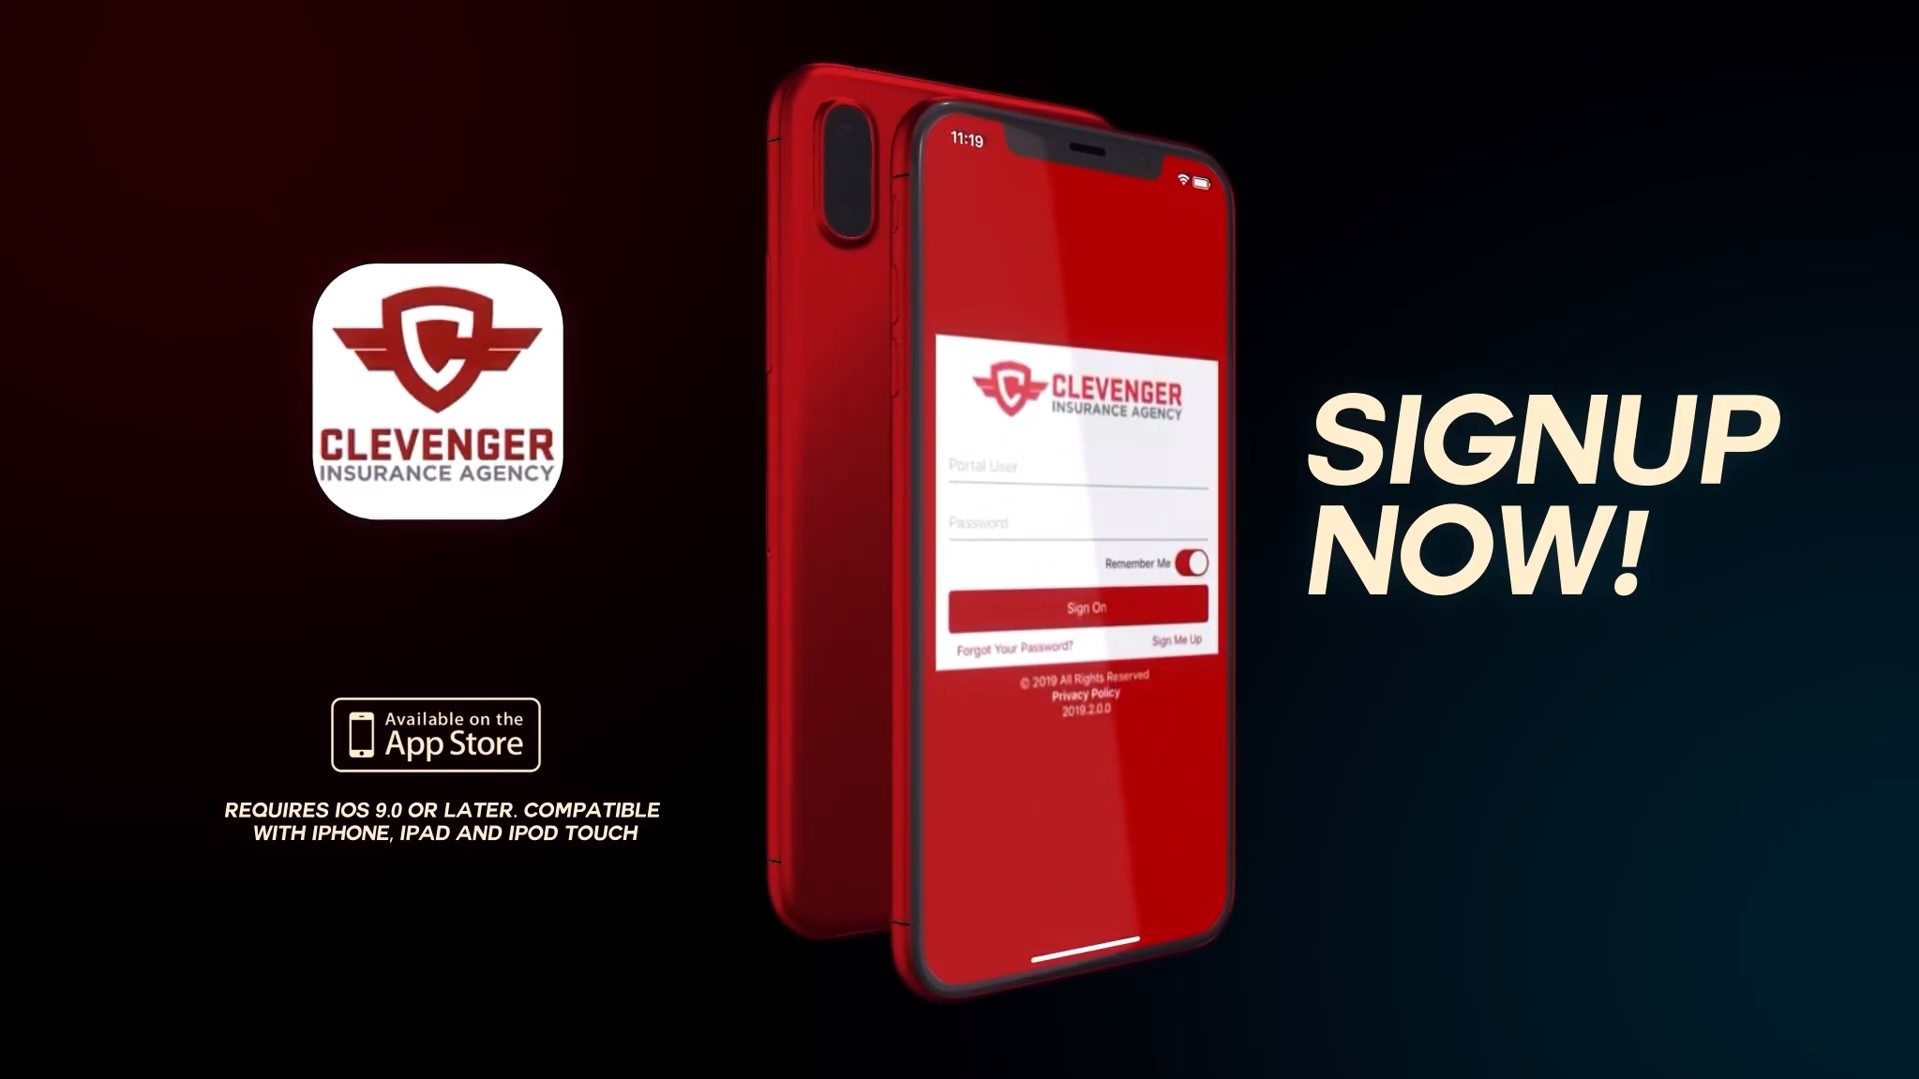 CLEVENGER
INSURANCE AGENCY
Available on the
App Store
REQUIRES IOS 9.0 OR LATER. COMPATIBLE
WITH IPHONE, IPAD AND IPOD TOUCH
11:19
CLEVENGER
INSURANCE AGENCY
Portal User
Password
Remember Me
Sign On
Forgot Your Password? Sign Me Up
© 2019 All Rights Reserved
Privacy Policy
2019.2.0.0
SIGNUP
NOW!